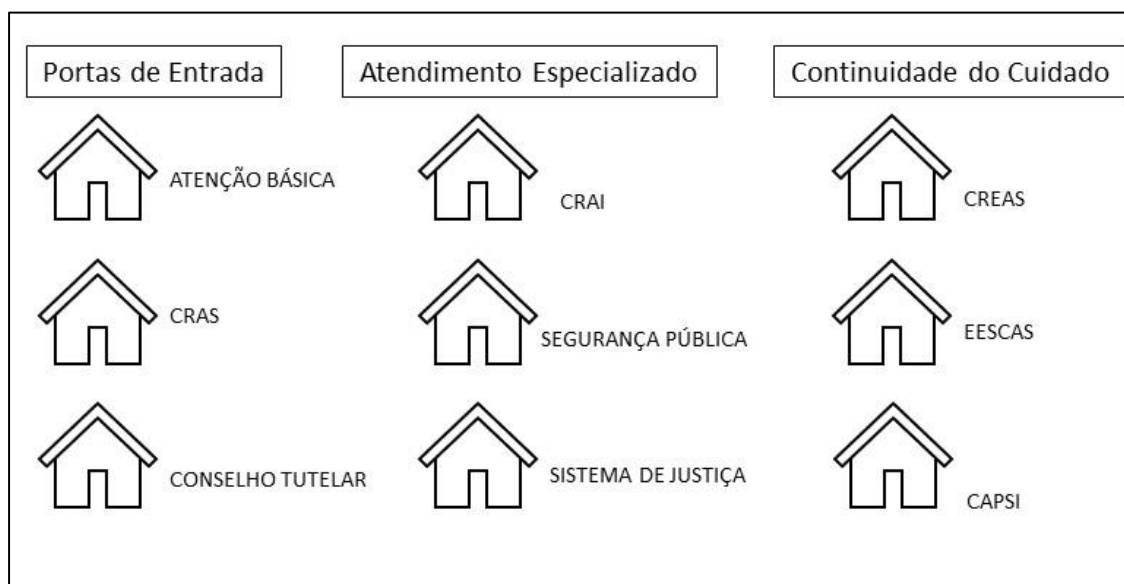 Portas de Entrada
Atendimento Especializado
Continuidade do Cuidado
ATENÇÃO BÁSICA
CRAI
CREAS
CRAS
SEGURANÇA PÚBLICA
EESCAS
CONSELHO TUTELAR
SISTEMA DE JUSTIÇA
CAPSI